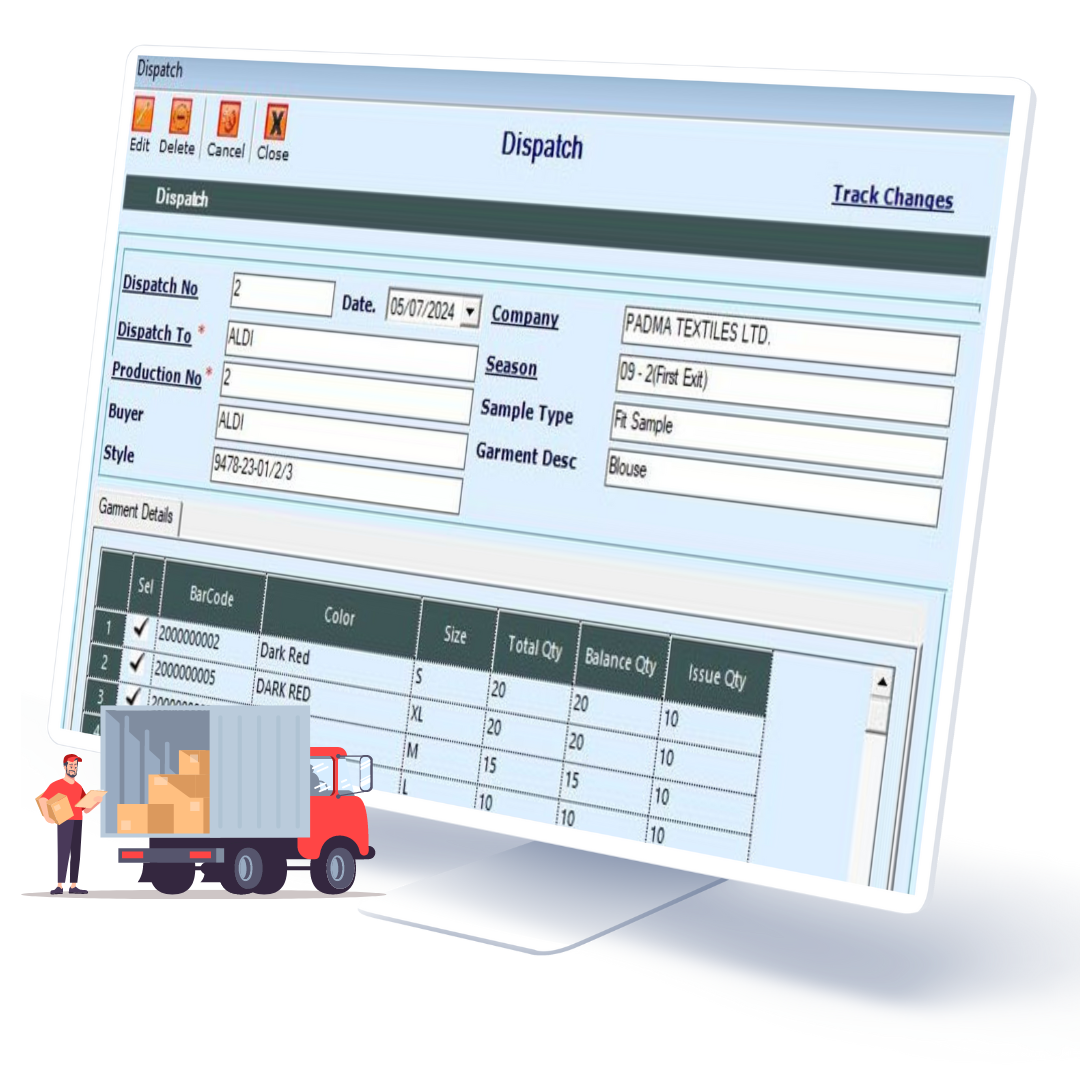 Dispatch
Edit Delete Cancel Close
Dispatch
Track Changes
Dispatch
Dispatch No 2 Date. 05/07/2024 Company PADMA TEXTILES LTD.
Dispatch To * ALDI Season 09 - 2(First Exit)
Production No * 2 Sample Type Fit Sample
Buyer ALDI Garment Desc Blouse
Style 9478-23-01/2/3
Garment Details
Sel BarCode Color Size Total Qty Balance Qty Issue Qty
1 2000000002 Dark Red S 20 20 10
2 2000000005 DARK RED XL 20 20 10
3 M 15 15 10
L 10 10 10